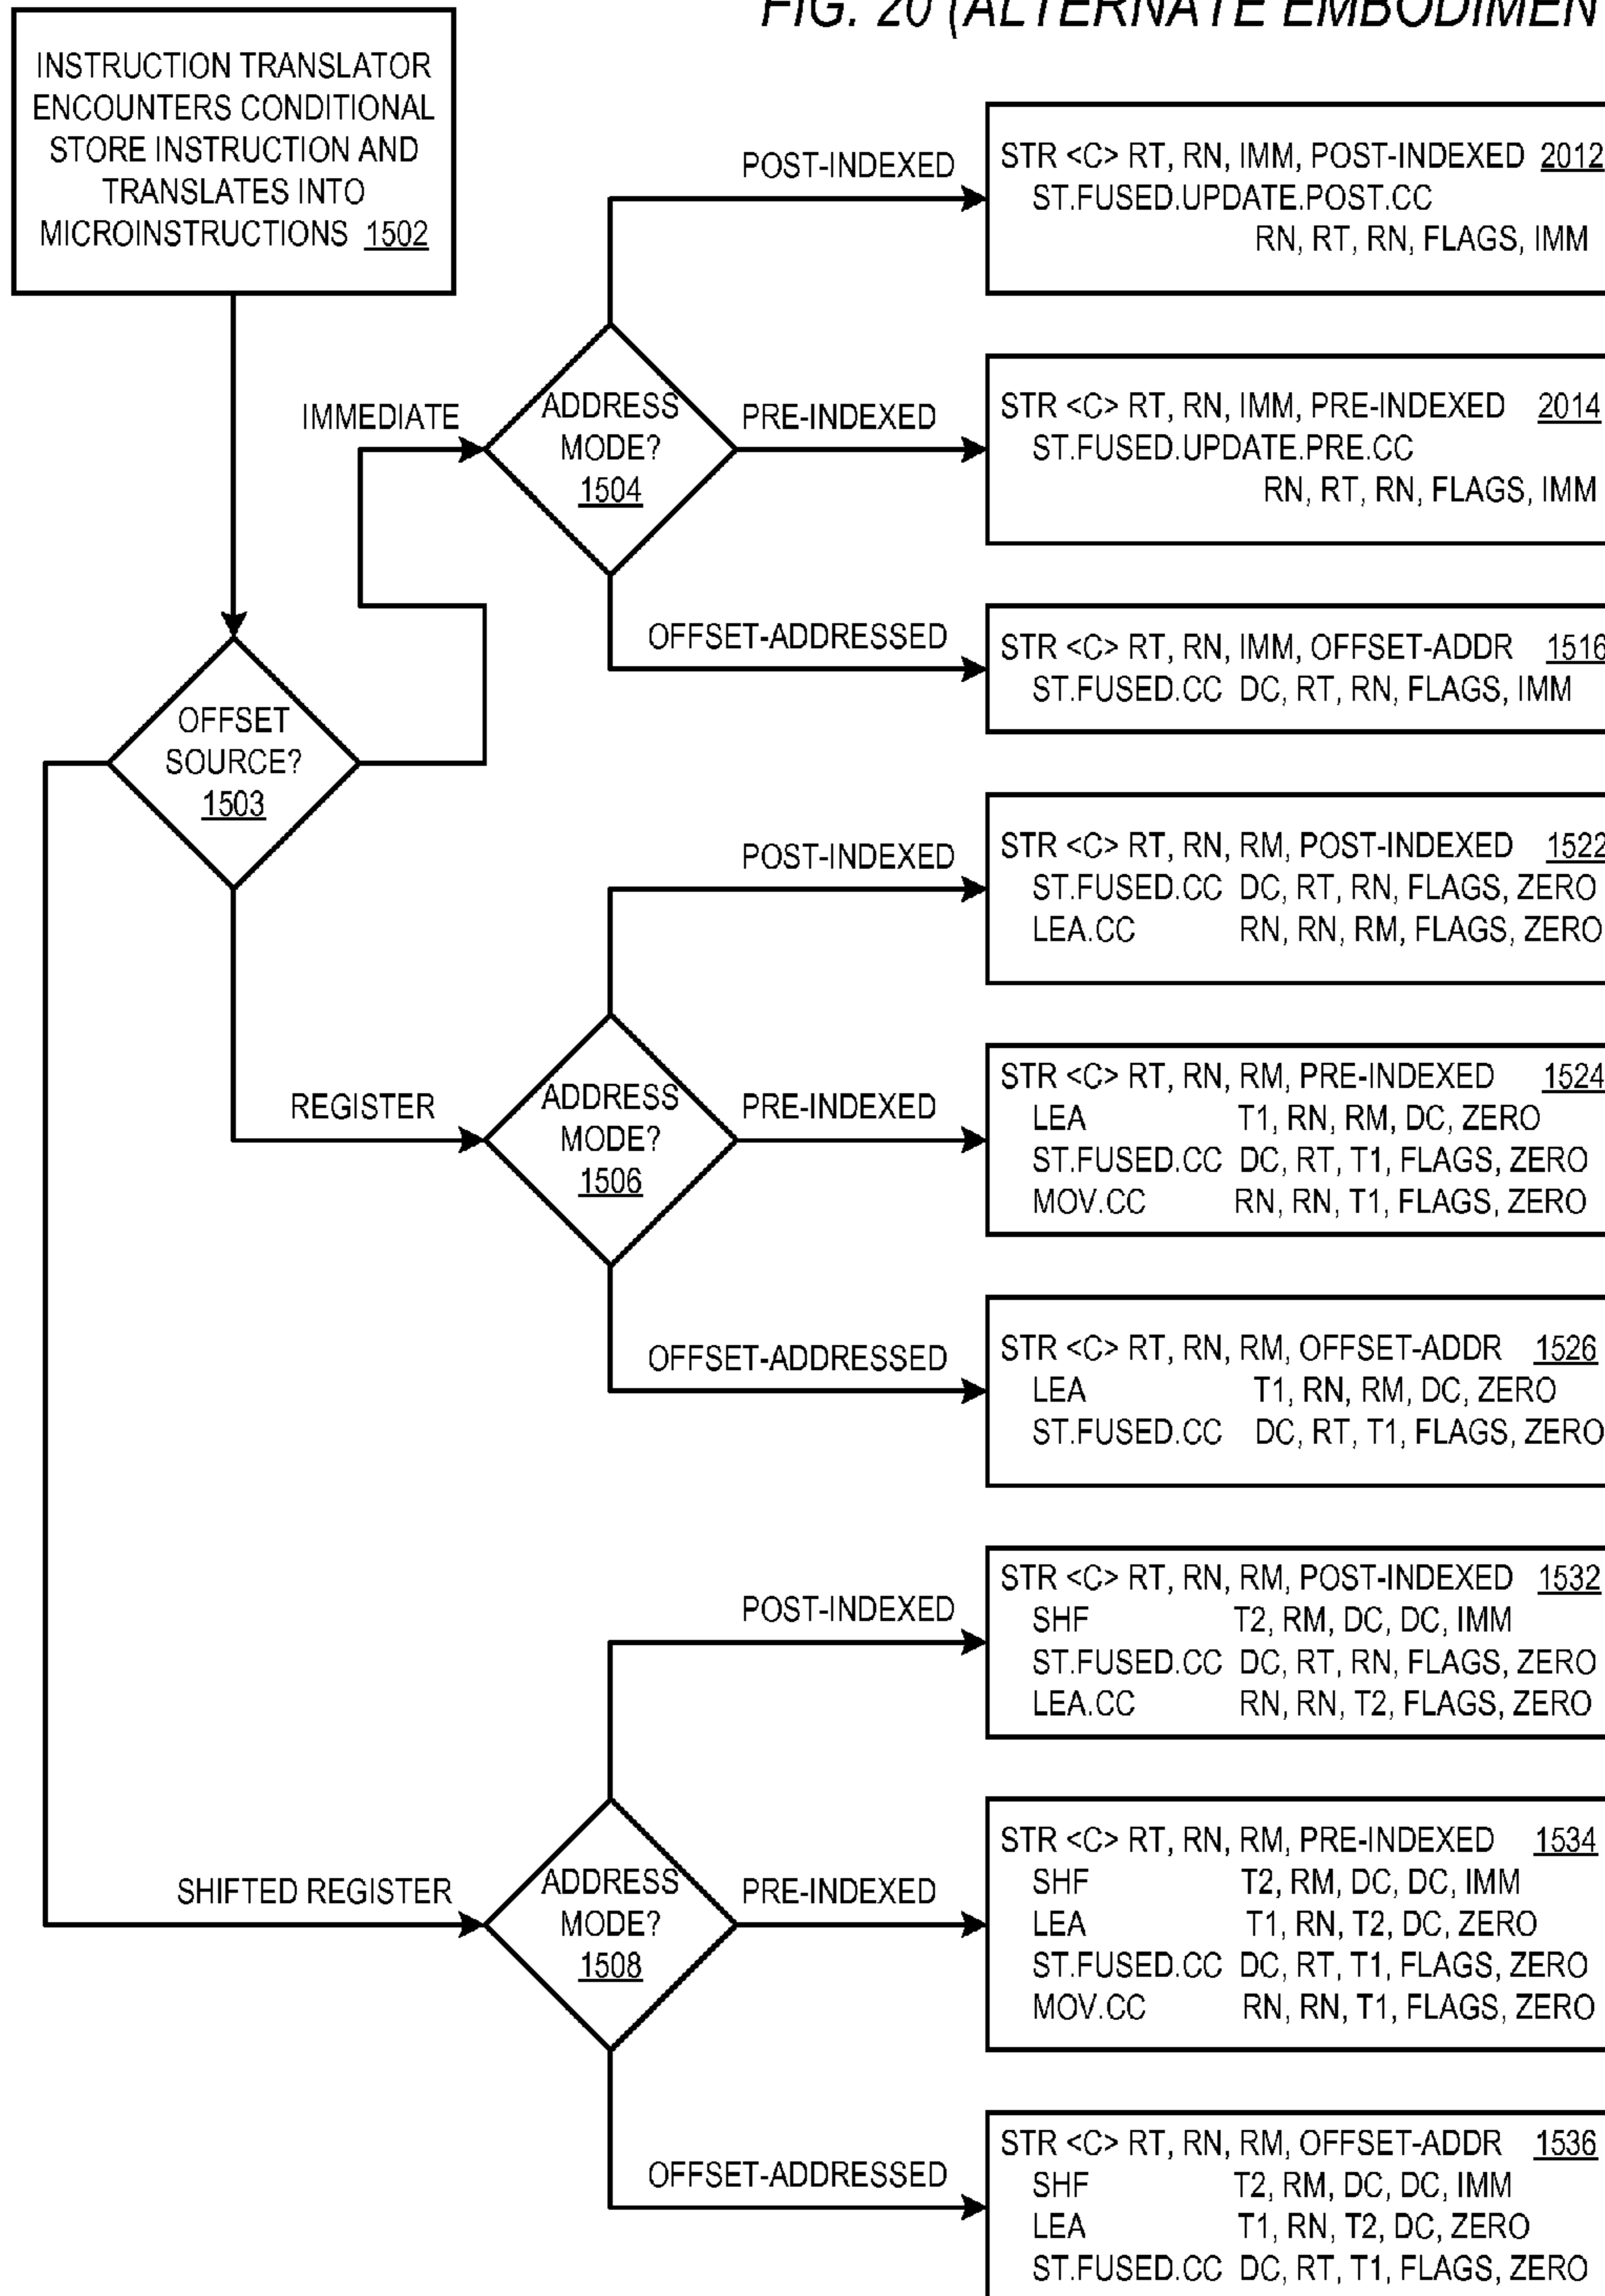 FIG. 20 (ALTERNATE EMBODIMEN
INSTRUCTION TRANSLATOR
ENCOUNTERS CONDITIONAL
STORE INSTRUCTION AND
TRANSLATES INTO
MICROINSTRUCTIONS 1502
OFFSET
SOURCE?
1503
IMMEDIATE
ADDRESS
MODE?
1504
POST-INDEXED
STR <C> RT, RN, IMM, POST-INDEXED 2012
ST.FUSED.UPDATE.POST.CC
RN, RT, RN, FLAGS, IMM
PRE-INDEXED
STR <C> RT, RN, IMM, PRE-INDEXED 2014
ST.FUSED.UPDATE.PRE.CC
RN, RT, RN, FLAGS, IMM
OFFSET-ADDRESSED
STR <C> RT, RN, IMM, OFFSET-ADDR 1516
ST.FUSED.CC DC, RT, RN, FLAGS, IMM
REGISTER
ADDRESS
MODE?
1506
POST-INDEXED
STR <C> RT, RN, RM, POST-INDEXED 1522
ST.FUSED.CC DC, RT, RN, FLAGS, ZERO
LEA.CC RN, RN, RM, FLAGS, ZERO
PRE-INDEXED
STR <C> RT, RN, RM, PRE-INDEXED 1524
LEA T1, RN, RM, DC, ZERO
ST.FUSED.CC DC, RT, T1, FLAGS, ZERO
MOV.CC RN, RN, T1, FLAGS, ZERO
OFFSET-ADDRESSED
STR <C> RT, RN, RM, OFFSET-ADDR 1526
LEA T1, RN, RM, DC, ZERO
ST.FUSED.CC DC, RT, T1, FLAGS, ZERO
SHIFTED REGISTER
ADDRESS
MODE?
1508
POST-INDEXED
STR <C> RT, RN, RM, POST-INDEXED 1532
SHF T2, RM, DC, DC, IMM
ST.FUSED.CC DC, RT, RN, FLAGS, ZERO
LEA.CC RN, RN, T2, FLAGS, ZERO
PRE-INDEXED
STR <C> RT, RN, RM, PRE-INDEXED 1534
SHF T2, RM, DC, DC, IMM
LEA T1, RN, T2, DC, ZERO
ST.FUSED.CC DC, RT, T1, FLAGS, ZERO
MOV.CC RN, RN, T1, FLAGS, ZERO
OFFSET-ADDRESSED
STR <C> RT, RN, RM, OFFSET-ADDR 1536
SHF T2, RM, DC, DC, IMM
LEA T1, RN, T2, DC, ZERO
ST.FUSED.CC DC, RT, T1, FLAGS, ZERO